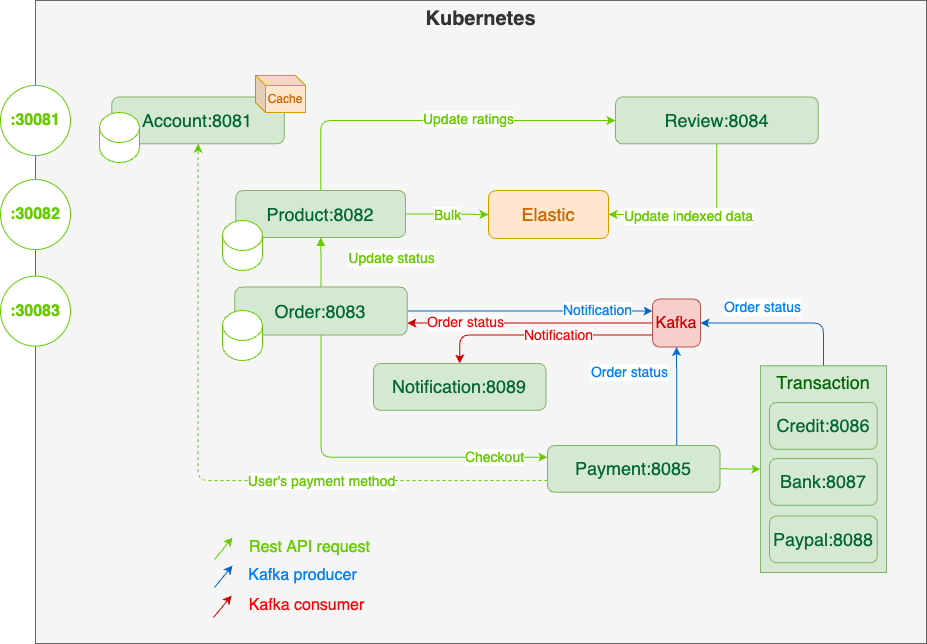 Kubernetes
Cache
:30081
Account:8081
Update ratings
Review:8084
:30082
Product:8082
Bulk
Elastic
Update indexed data
Update status
:30083
Order:8083
Notification
Order status
Order status
Kafka
Notification
Order status
Notification:8089
Transaction
Credit:8086
Checkout
Payment:8085
User's payment method
Bank:8087
Paypal:8088
Rest API request
Kafka producer
Kafka consumer